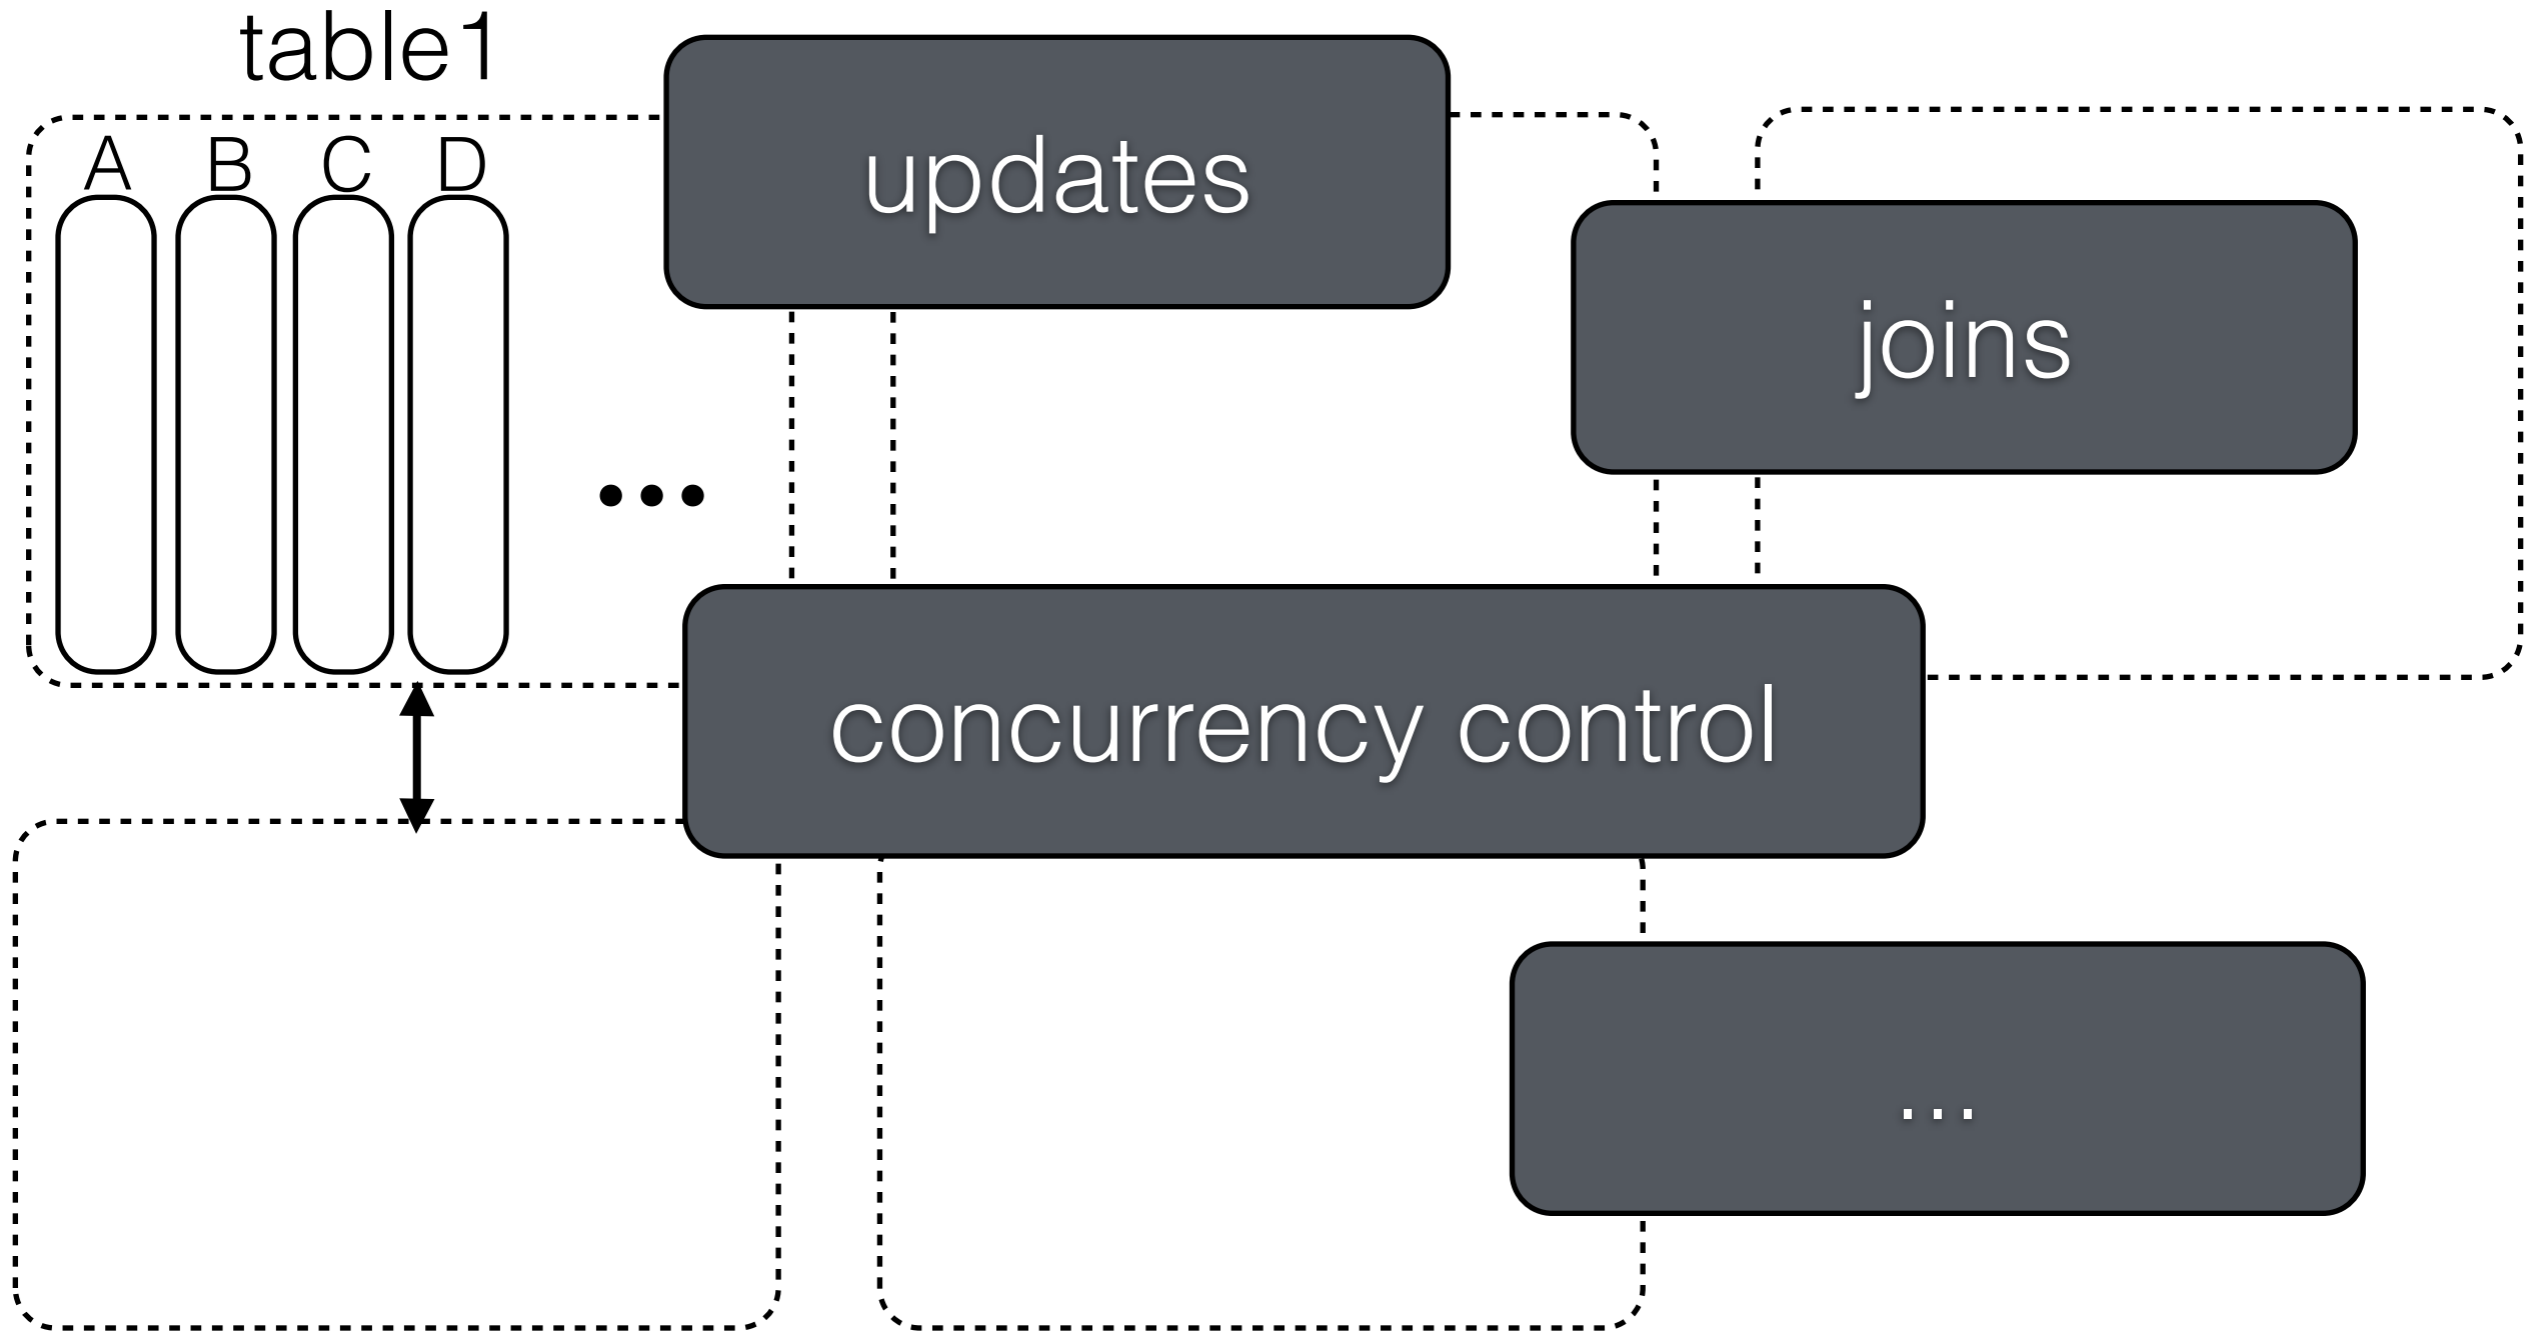 table1
A B C D
updates
joins
...
concurrency control
...